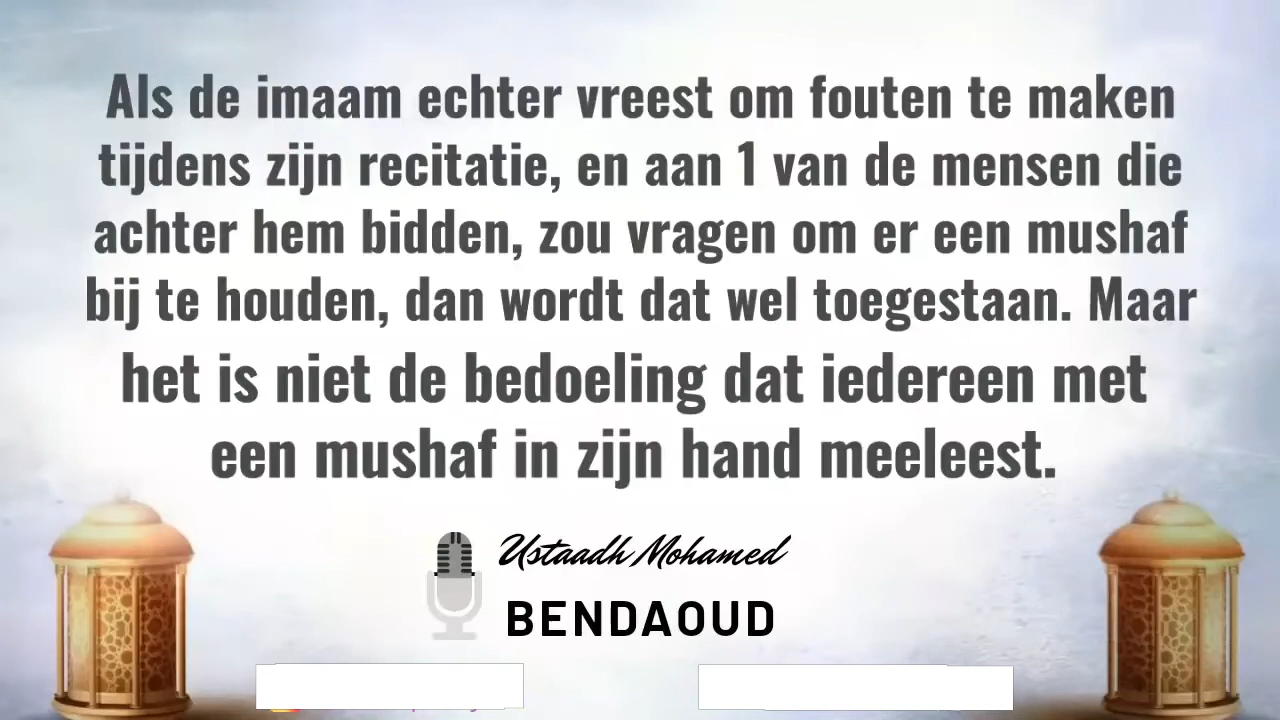 Als de imaam echter vreest om fouten te maken
tijdens zijn recitatie, en aan 1 van de mensen die
achter hem bidden, zou vragen om er een mushaf
bij te houden, dan wordt dat wel toegestaan. Maar
het is niet de bedoeling dat iedereen met
een mushaf in zijn hand meeleest.
Ustaadh Mohamed
BENDAOUD